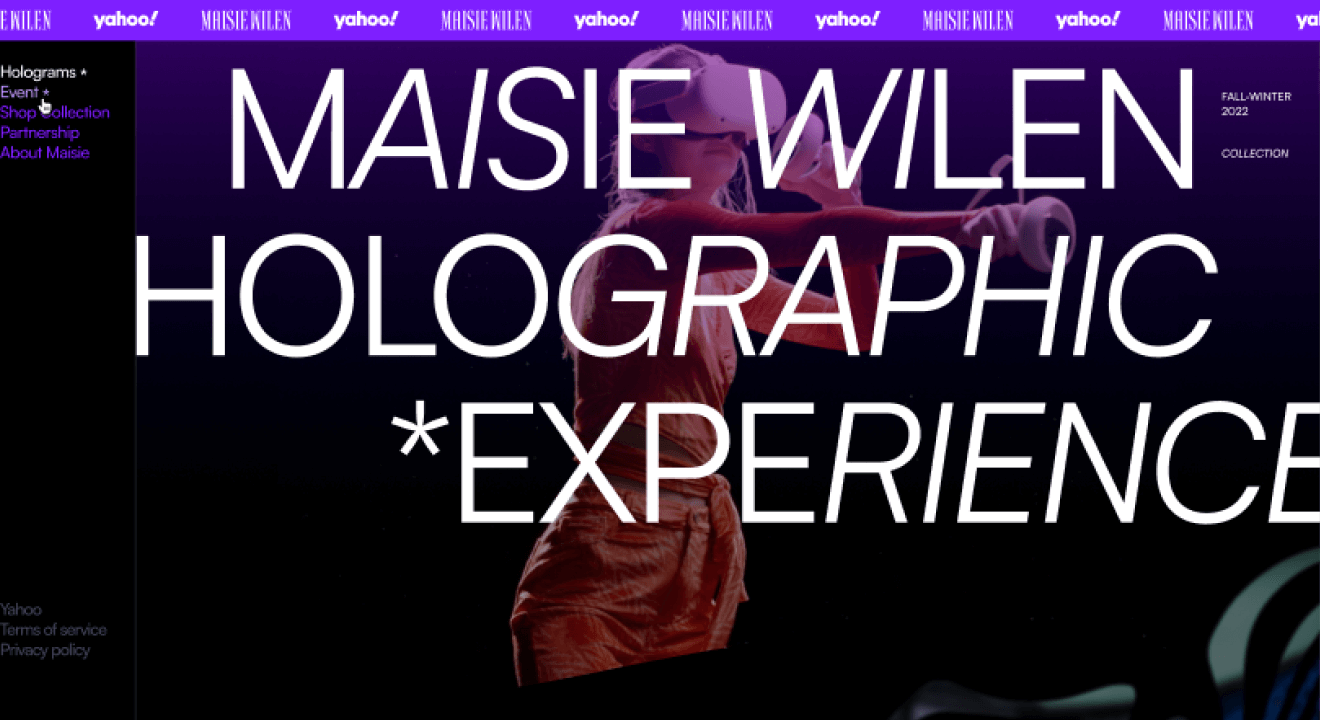 E WILEN yahoo! MAISIE WILEN yahoo! MAISIE WILEN yahoo! MAISIE WILEN yahoo! MAISIE WILEN yahoo! MAISIE WILEN ya
Holograms *
Event *
Shop Collection
Partnership
About Maisie
MAISIE WILEN
FALL-WINTER
2022
COLLECTION
HOLOGRAPHIC
*EXPERIENCE
Yahoo
Terms of service
Privacy policy